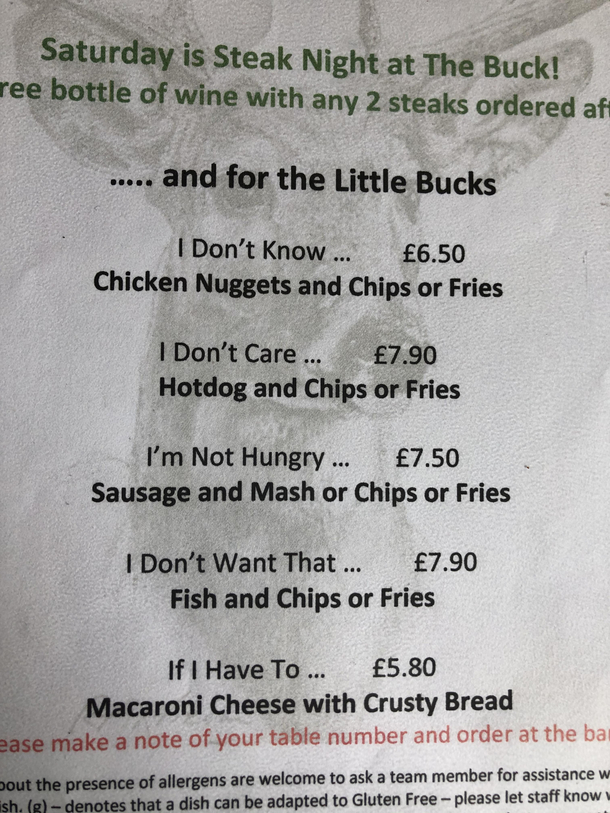 Saturday is Steak Night at The Buck!
ree bottle of wine with any 2 steaks ordered aft
..... and for the Little Bucks
I Don't Know ... £6.50
Chicken Nuggets and Chips or Fries
I Don't Care ... £7.90
Hotdog and Chips or Fries
I'm Not Hungry ... £7.50
Sausage and Mash or Chips or Fries
I Don't Want That ... £7.90
Fish and Chips or Fries
If I Have To ... £5.80
Macaroni Cheese with Crusty Bread
ease make a note of your table number and order at the bar
bout the presence of allergens are welcome to ask a team member for assistance w
ish. (g) – denotes that a dish can be adapted to Gluten Free – please let staff know